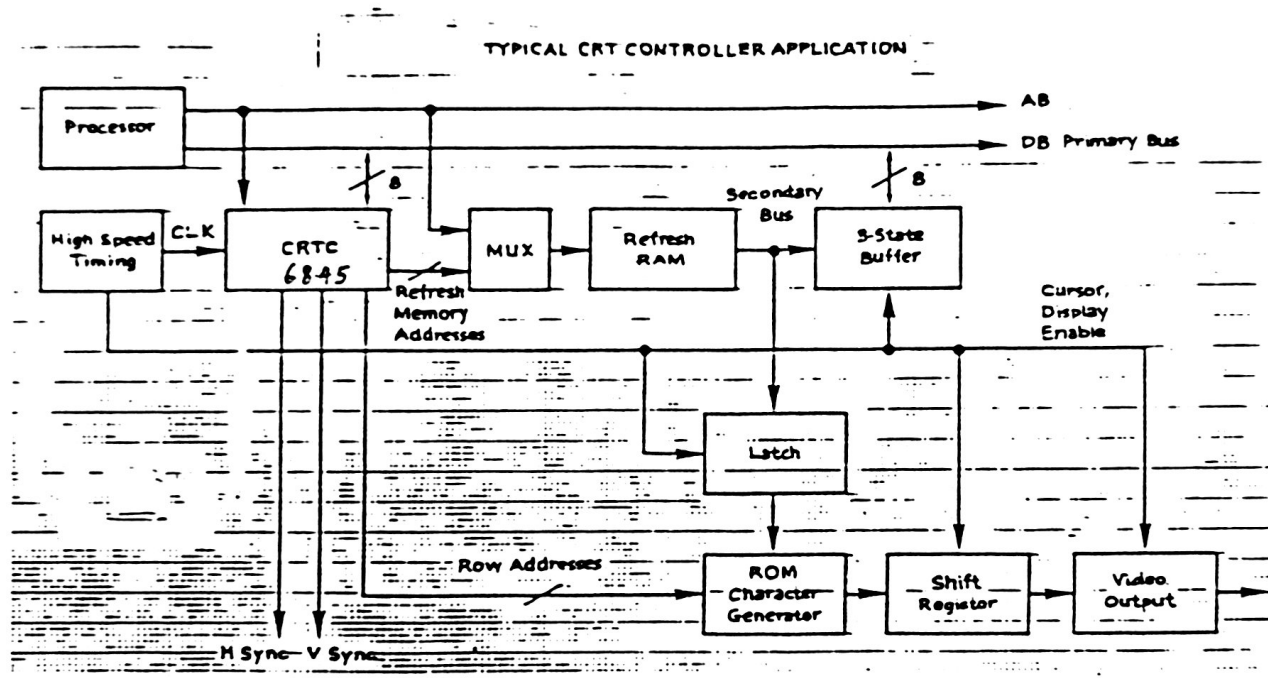 TYPICAL CRT CONTROLLER APPLICATION
Processor
AB
DB Primary Bus
8
8
High Speed
Timing
CLK
CRTC
6845
MUX
Refresh
RAM
Secondary
Bus
3-State
Buffer
Refresh
Memory
Addresses
Cursor,
Display
Enable
Latch
Row Addresses
ROM
Character
Generator
Shift
Register
Video
Output
H Sync
V Sync